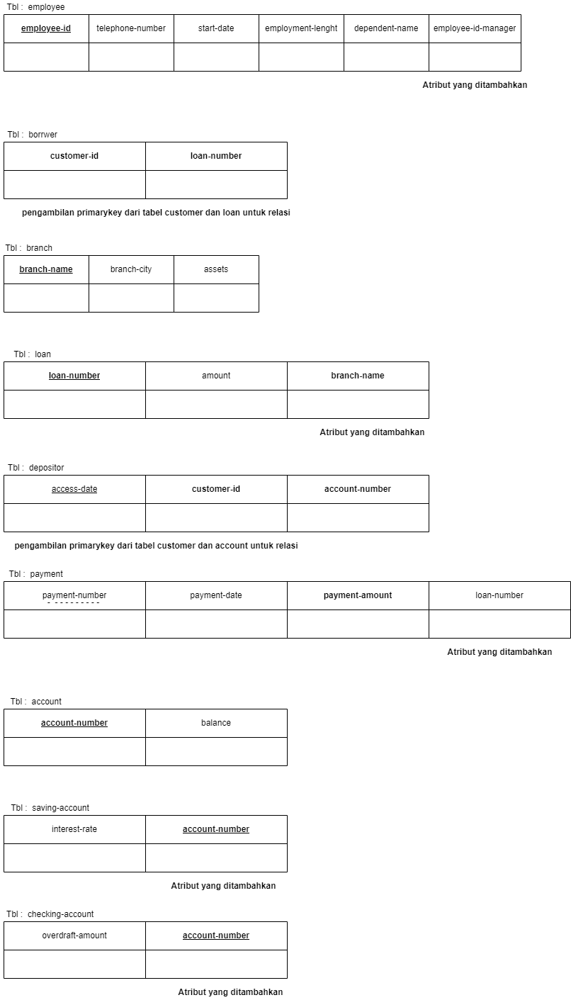 Tbl : employee
employee-id telephone-number start-date employment-lenght dependent-name employee-id-manager
Atribut yang ditambahkan
Tbl : borrwer
customer-id loan-number
pengambilan primarykey dari tabel customer dan loan untuk relasi
Tbl : branch
branch-name branch-city assets
Tbl : loan
loan-number amount branch-name
Atribut yang ditambahkan
Tbl : depositor
access-date customer-id account-number
pengambilan primarykey dari tabel customer dan account untuk relasi
Tbl : payment
payment-number payment-date payment-amount loan-number
Atribut yang ditambahkan
Tbl : account
account-number balance
Tbl : saving-account
interest-rate account-number
Atribut yang ditambahkan
Tbl : checking-account
overdraft-amount account-number
Atribut yang ditambahkan